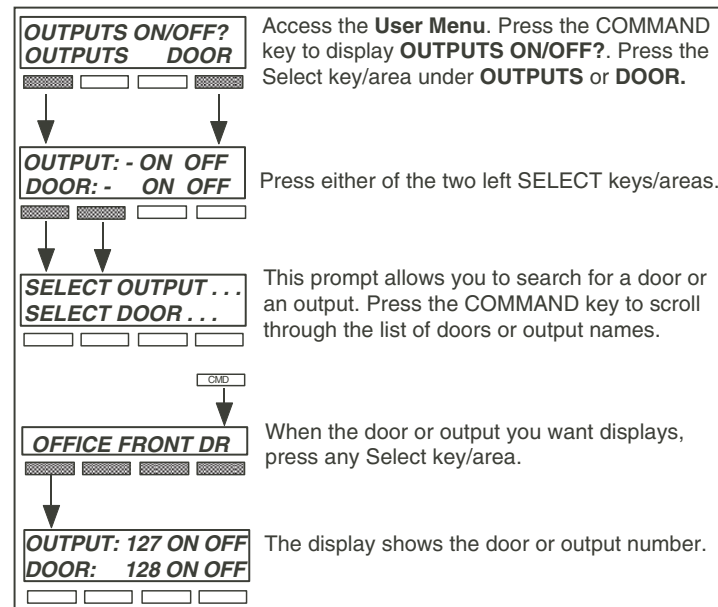 OUTPUTS ON/OFF?
OUTPUTS DOOR
Access the User Menu. Press the COMMAND
key to display OUTPUTS ON/OFF?. Press the
Select key/area under OUTPUTS or DOOR.
OUTPUT: - ON OFF
DOOR: - ON OFF
Press either of the two left SELECT keys/areas.
SELECT OUTPUT . . .
SELECT DOOR . . .
This prompt allows you to search for a door or
an output. Press the COMMAND key to scroll
through the list of doors or output names.
CMD
OFFICE FRONT DR
When the door or output you want displays,
press any Select key/area.
OUTPUT: 127 ON OFF
DOOR: 128 ON OFF
The display shows the door or output number.